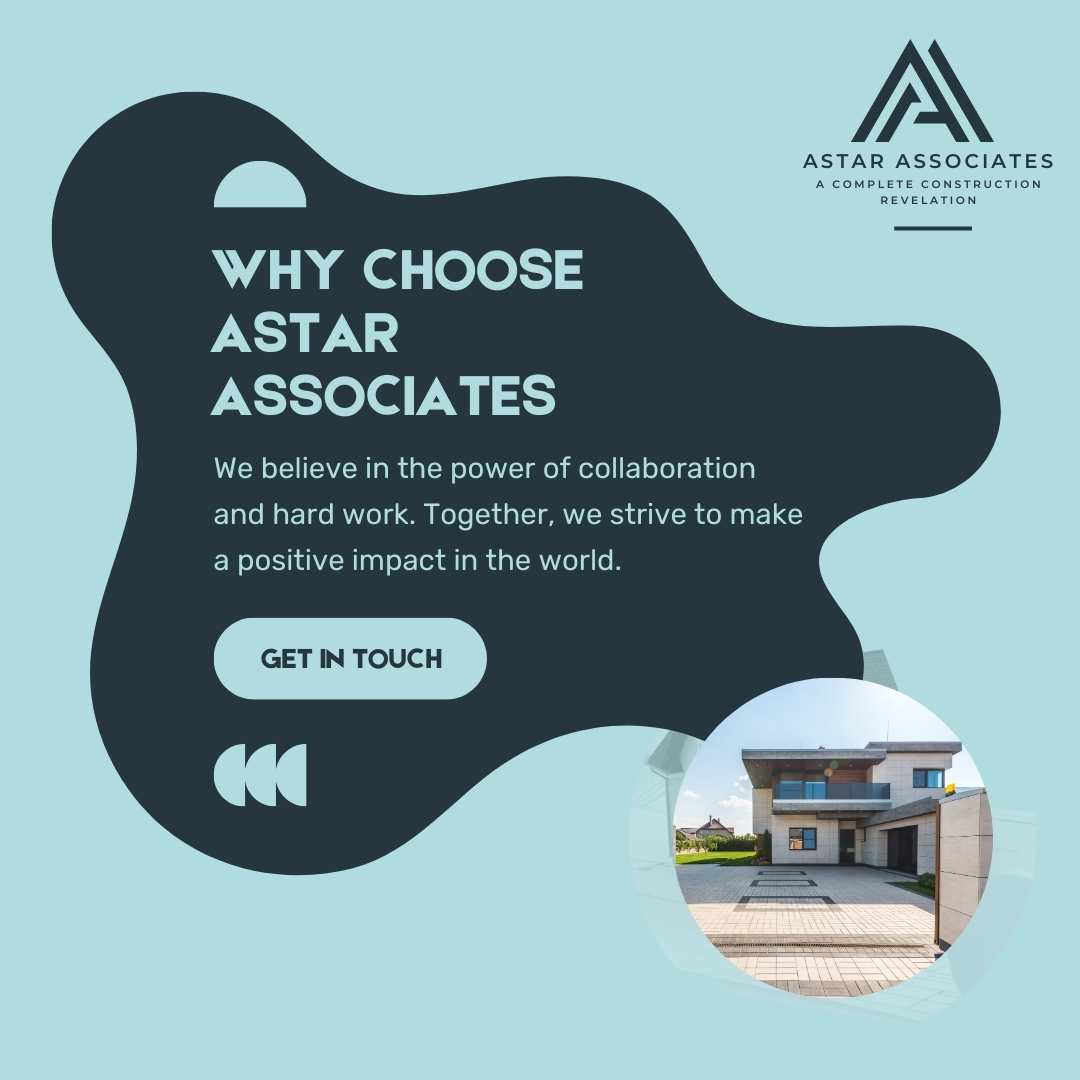 ASTAR ASSOCIATES
A COMPLETE CONSTRUCTION
REVELATION
WHY CHOOSE
ASTAR
ASSOCIATES
We believe in the power of collaboration
and hard work. Together, we strive to make
a positive impact in the world.
GET IN TOUCH